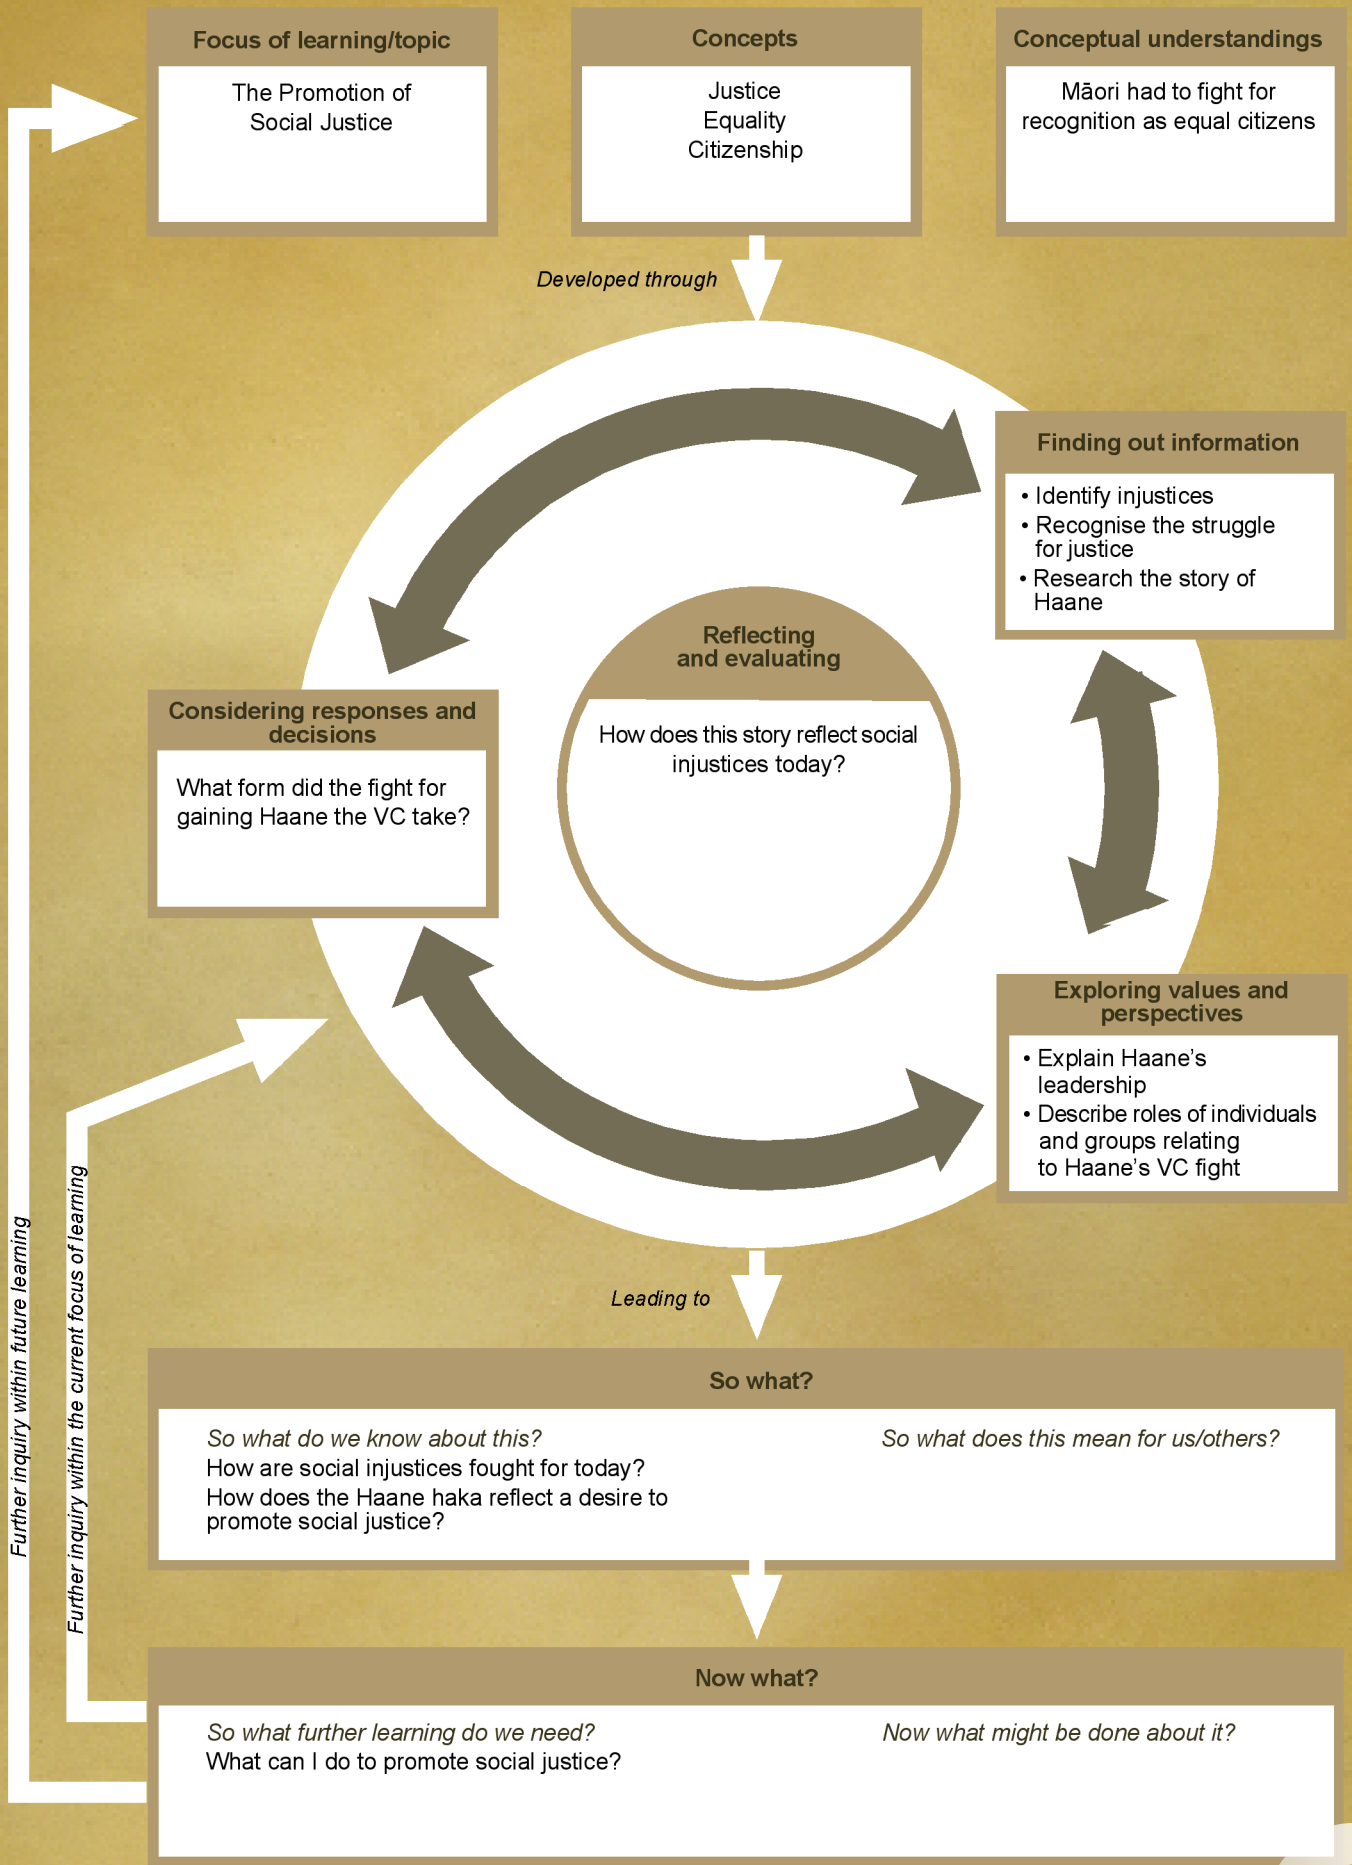 Focus of learning/topic
The Promotion of
Social Justice
Concepts
Justice
Equality
Citizenship
Conceptual understandings
Māori had to fight for
recognition as equal citizens
Developed through
Finding out information
• Identify injustices
• Recognise the struggle
for justice
• Research the story of
Haane
Reflecting
and evaluating
How does this story reflect social
injustices today?
Considering responses and
decisions
What form did the fight for
gaining Haane the VC take?
Exploring values and
perspectives
• Explain Haane’s
leadership
• Describe roles of individuals
and groups relating
to Haane’s VC fight
Leading to
Further inquiry within future learning
Further inquiry within the current focus of learning
So what?
So what do we know about this?
How are social injustices fought for today?
How does the Haane haka reflect a desire to
promote social justice?
So what does this mean for us/others?
Now what?
So what further learning do we need?
What can I do to promote social justice?
Now what might be done about it?